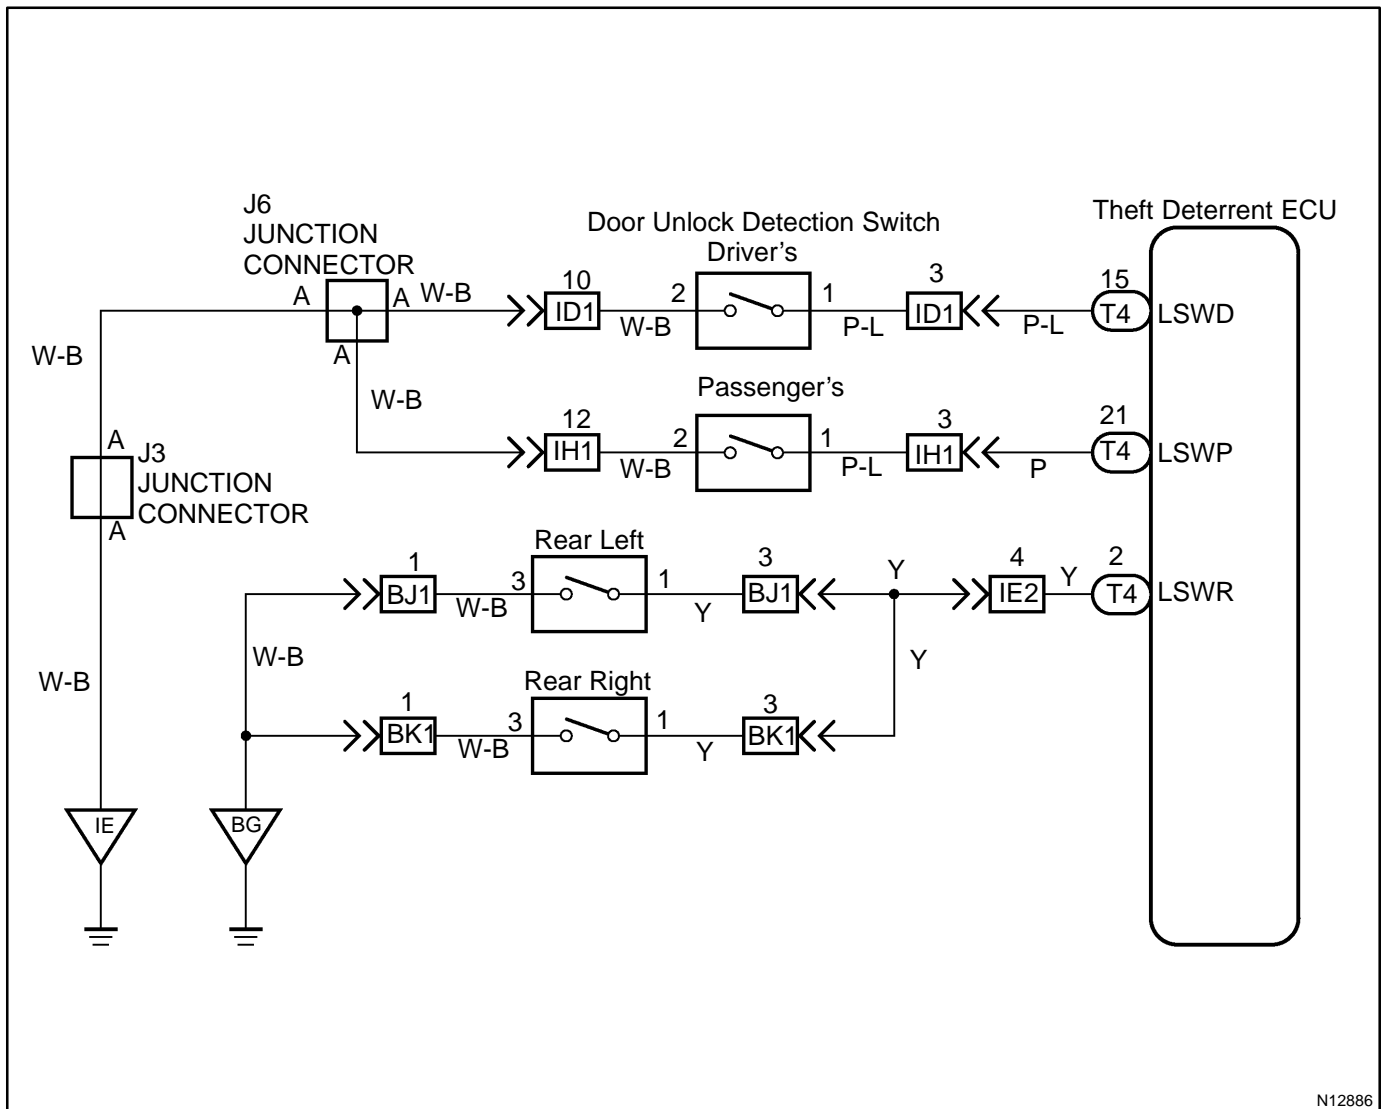 J6
JUNCTION
CONNECTOR
Door Unlock Detection Switch
Driver's
Theft Deterrent ECU
A
A
W-B
10
ID1
W-B
2
1
P-L
3
ID1
P-L
15
T4
LSWD
A
W-B
W-B
Passenger's
12
IH1
W-B
2
1
P-L
3
IH1
P
21
T4
LSWP
A
J3
JUNCTION
CONNECTOR
A
Rear Left
1
BJ1
W-B
3
1
Y
3
BJ1
Y
4
IE2
Y
2
T4
LSWR
W-B
Y
W-B
Rear Right
1
BK1
W-B
3
1
Y
3
BK1
IE
BG
N12886